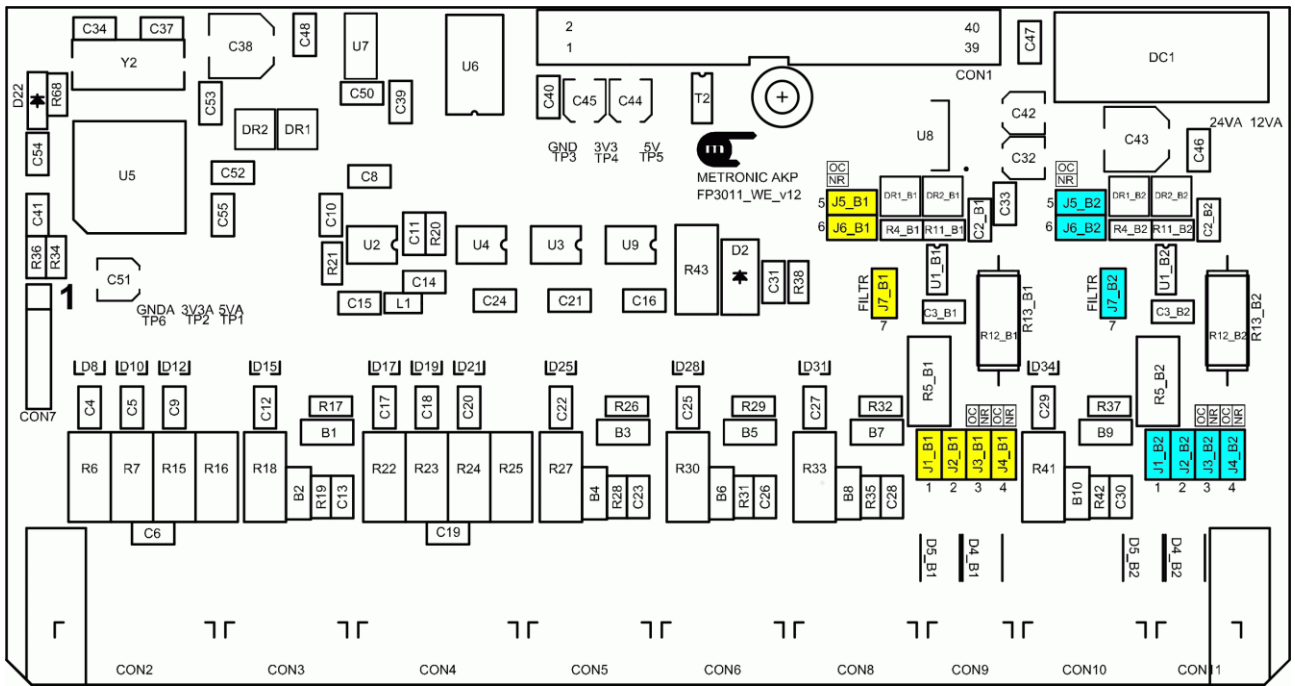 C34
C37
C38
C48
U7
U6
2
1
40
39
CON1
C47
DC1
Y2
D22
R68
C53
C50
C39
C40
C45
C44
T2
C42
24VA 12VA
DR2
DR1
GND
TP3
3V3
TP4
5V
TP5
m
U8
C43
C46
C54
U5
C52
C8
METRONIC AKP
FP3011_WE_v12
C32
OC
NR
5
J5_B1
6
J6_B1
DR1_B1
DR2_B1
R4_B1
R11_B1
C2_B1
C33
OC
NR
5
J5_B2
6
J6_B2
DR1_B2
DR2_B2
R4_B2
R11_B2
C2_B2
C41
C55
C10
U2
C11
R20
U4
U3
U9
R43
D2
R36
R34
C51
R21
C14
C31
R38
FILTR
J7_B1
7
U1_B1
C3_B1
R12_B1
R13_B1
FILTR
J7_B2
7
U1_B2
C3_B2
R12_B2
R13_B2
1
GNDA
TP6
3V3A
TP2
5VA
TP1
C15
L1
C24
C21
C16
CON7
D8
D10
D12
D15
D17
D19
D21
D25
D28
D31
R5_B1
D34
R5_B2
C4
C5
C9
C12
R17
C17
C18
C20
C22
R26
C25
R29
C27
R32
C29
R37
B1
B3
B5
B7
B9
OC
NR
OC
NR
OC
NR
OC
NR
R6
R7
R15
R16
R18
B2
R19
C13
R22
R23
R24
R25
R27
B4
R28
C23
R30
B6
R31
C26
R33
B8
R35
C28
J1_B1
J2_B1
J3_B1
J4_B1
1
2
3
4
R41
B10
R42
C30
J1_B2
J2_B2
J3_B2
J4_B2
1
2
3
4
C6
C19
D5_B1
D4_B1
D5_B2
D4_B2
CON2
CON3
CON4
CON5
CON6
CON8
CON9
CON10
CON11